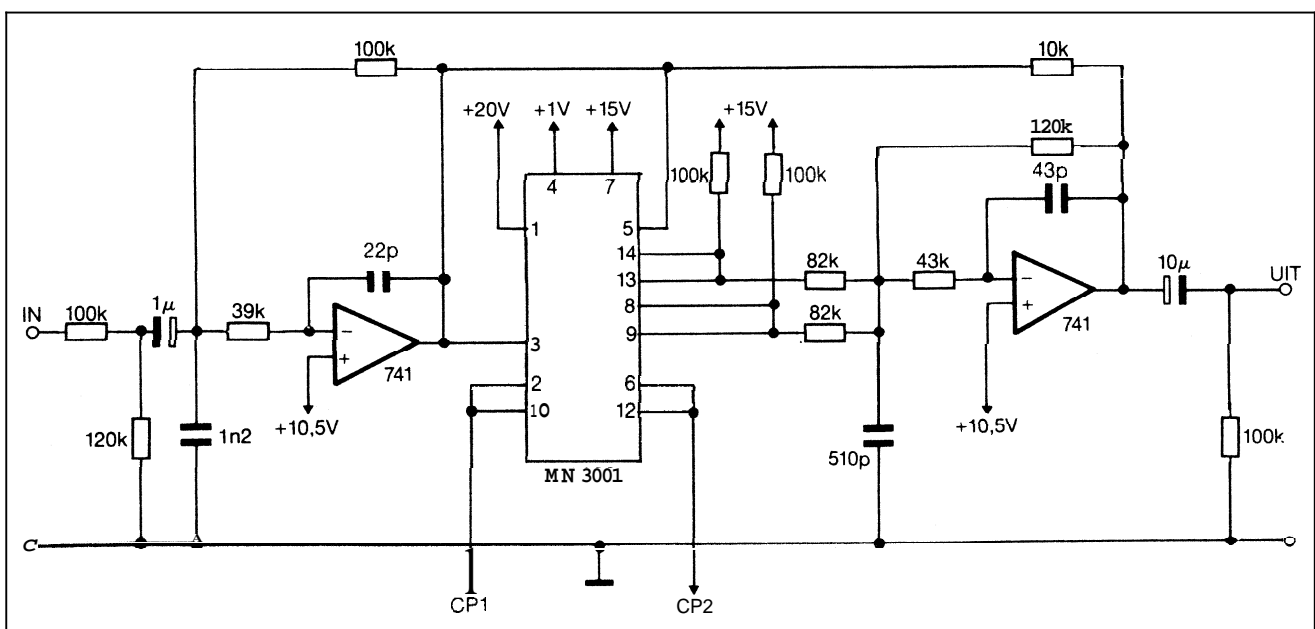 100k
10k
+20V
+1V
+15V
+15V
120k
4
7
100k
100k
43p
1
5
22p
14
82k
43k
10µ
UIT
IN
100k
1µ
39k
13
−
+
741
8
82k
9
−
+
741
3
2
6
10
12
+10,5V
+10,5V
120k
1n2
510p
100k
MN 3001
CP1
CP2